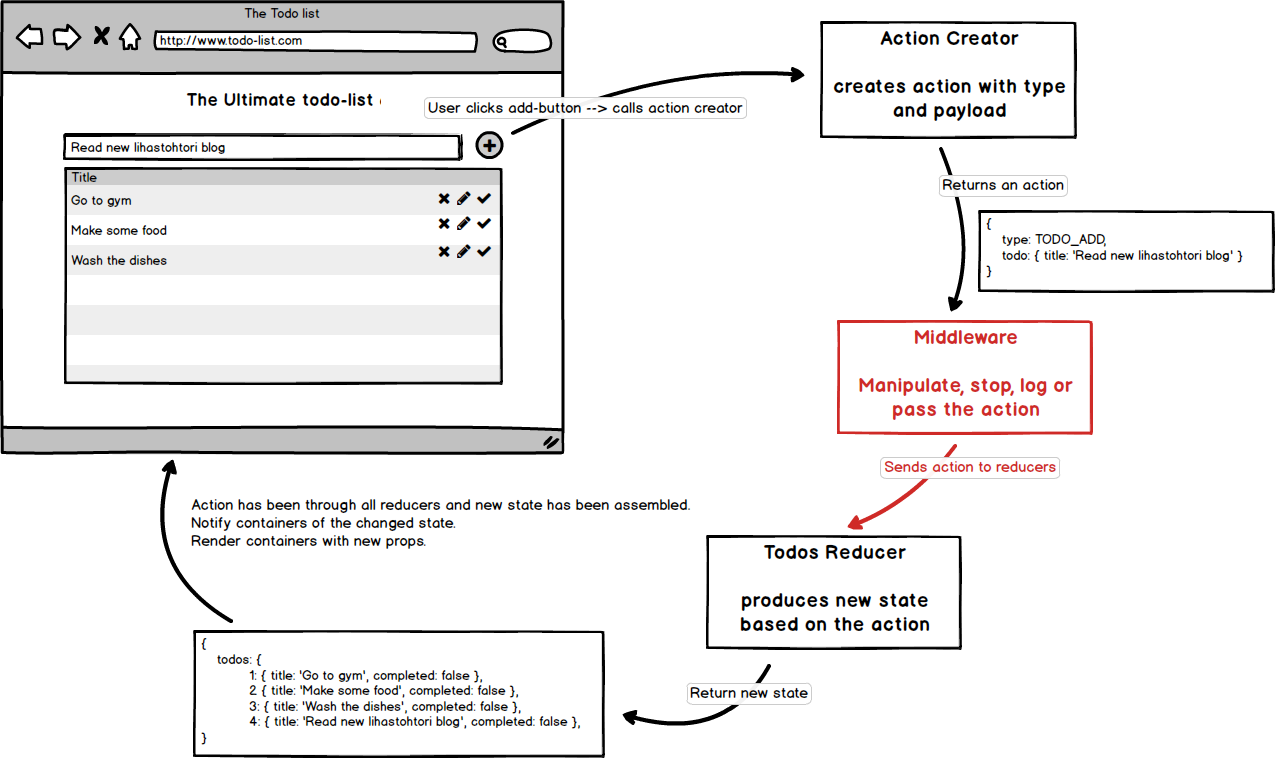 The Todo list
http://www.todo-list.com
The Ultimate todo-list
User clicks add-button --> calls action creator
Read new lihastohtori blog
Title
Go to gym
Make some food
Wash the dishes
Action Creator
creates action with type
and payload
Returns an action
{
type: TODO_ADD,
todo: { title: 'Read new lihastohtori blog' }
}
Middleware
Manipulate, stop, log or
pass the action
Sends action to reducers
Todos Reducer
produces new state
based on the action
Return new state
{
todos: {
1: { title: 'Go to gym', completed: false },
2 { title: 'Make some food', completed: false },
3: { title: 'Wash the dishes', completed: false },
4: { title: 'Read new lihastohtori blog', completed: false },
}
Action has been through all reducers and new state has been assembled.
Notify containers of the changed state.
Render containers with new props.